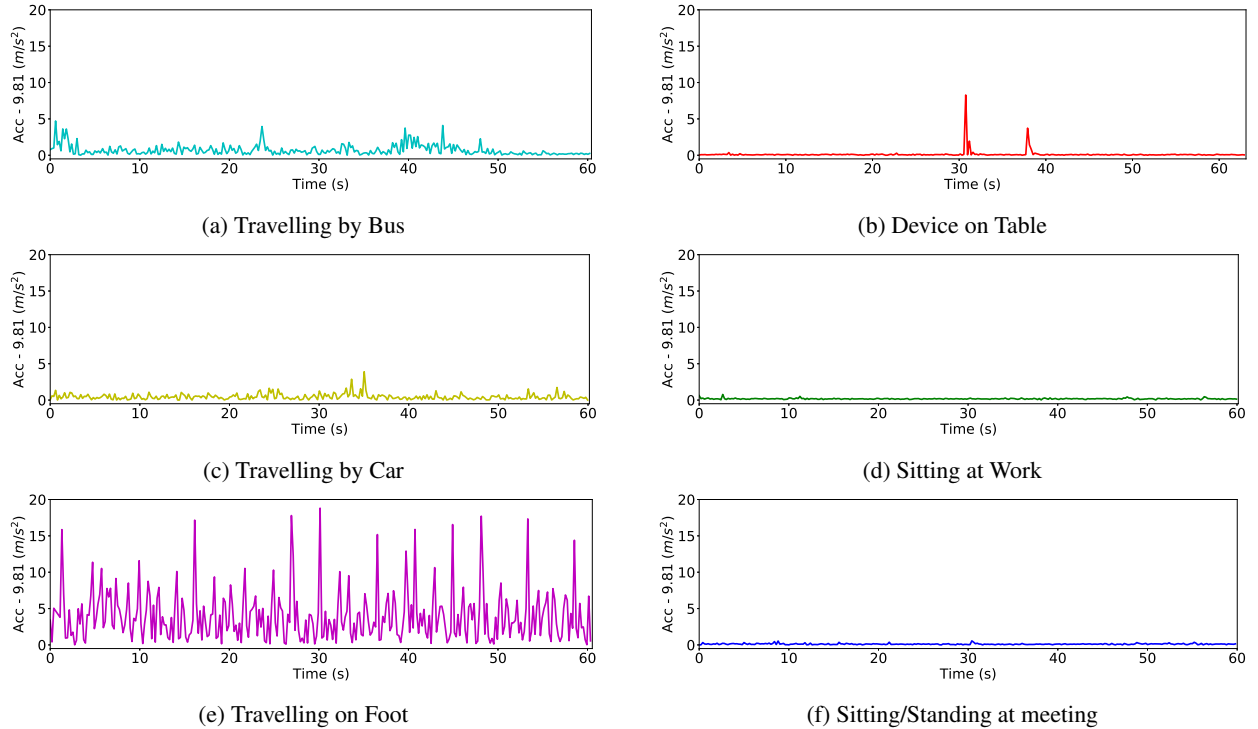 20
15
10
5
0
Acc - 9.81 (m/s²)
0 10 20 30 40 50 60
Time (s)
(a) Travelling by Bus
20
15
10
5
0
Acc - 9.81 (m/s²)
0 10 20 30 40 50 60
Time (s)
(b) Device on Table
20
15
10
5
0
Acc - 9.81 (m/s²)
0 10 20 30 40 50 60
Time (s)
(c) Travelling by Car
20
15
10
5
0
Acc - 9.81 (m/s²)
0 10 20 30 40 50 60
Time (s)
(d) Sitting at Work
20
15
10
5
0
Acc - 9.81 (m/s²)
0 10 20 30 40 50 60
Time (s)
(e) Travelling on Foot
20
15
10
5
0
Acc - 9.81 (m/s²)
0 10 20 30 40 50 60
Time (s)
(f) Sitting/Standing at meeting